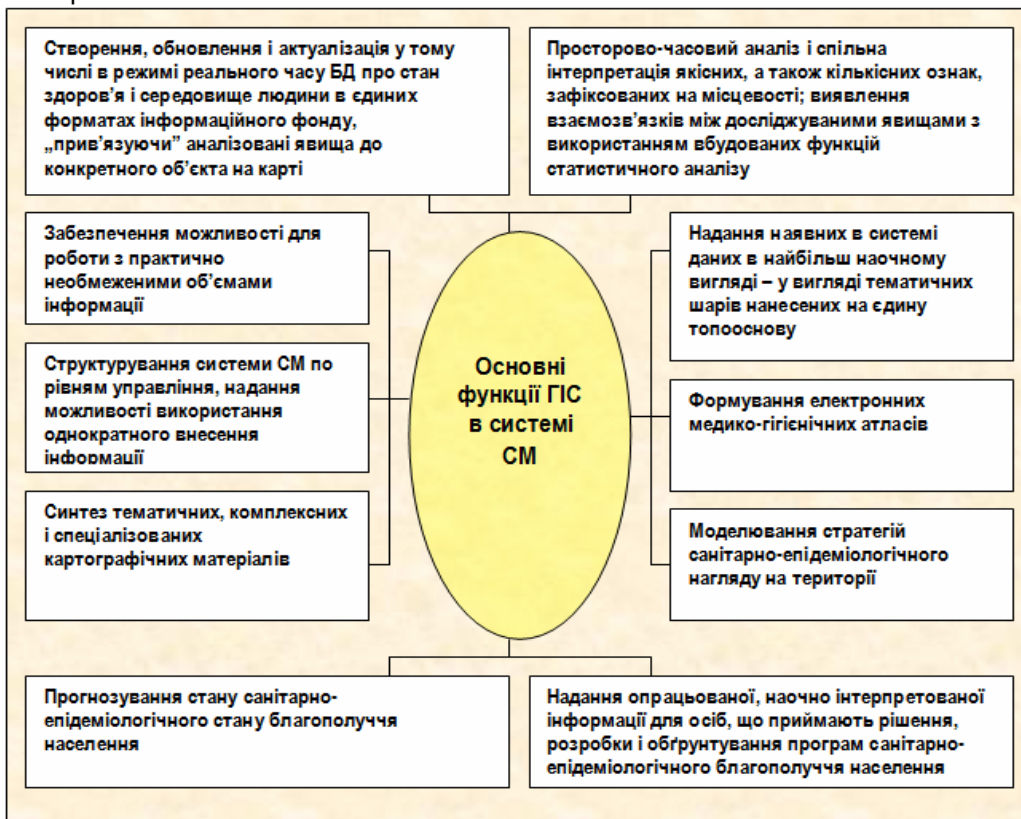 Створення, обновлення і актуалізація у тому
числі в режимі реального часу БД про стан
здоров'я і середовище людини в єдиних
форматах інформаційного фонду,
„прив'язуючи” аналізовані явища до
конкретного об'єкта на карті
Просторово-часовий аналіз і спільна
інтерпретація якісних, а також кількісних ознак,
зафіксованих на місцевості; виявлення
взаємозв'язків між досліджуваними явищами з
використанням вбудованих функцій
статистичного аналізу
Забезпечення можливості для
роботи з практично
необмеженими об'ємами
інформації
Надання наявних в системі
даних в найбільш наочному
вигляді – у вигляді тематичних
шарів нанесених на єдину
топооснову
Основні
функції ГІС
в системі
СМ
Структурування системи СМ по
рівням управління, надання
можливості використання
однократного внесення
інформації
Формування електронних
медико-гігієнічних атласів
Синтез тематичних, комплексних
і спеціалізованих
картографічних матеріалів
Моделювання стратегій
санітарно-епідеміологічного
нагляду на території
Прогнозування стану санітарно-
епідеміологічного стану благополуччя
населення
Надання опрацьованої, наочно інтерпретованої
інформації для осіб, що приймають рішення,
розробки і обґрунтування програм санітарно-
епідеміологічного благополуччя населення